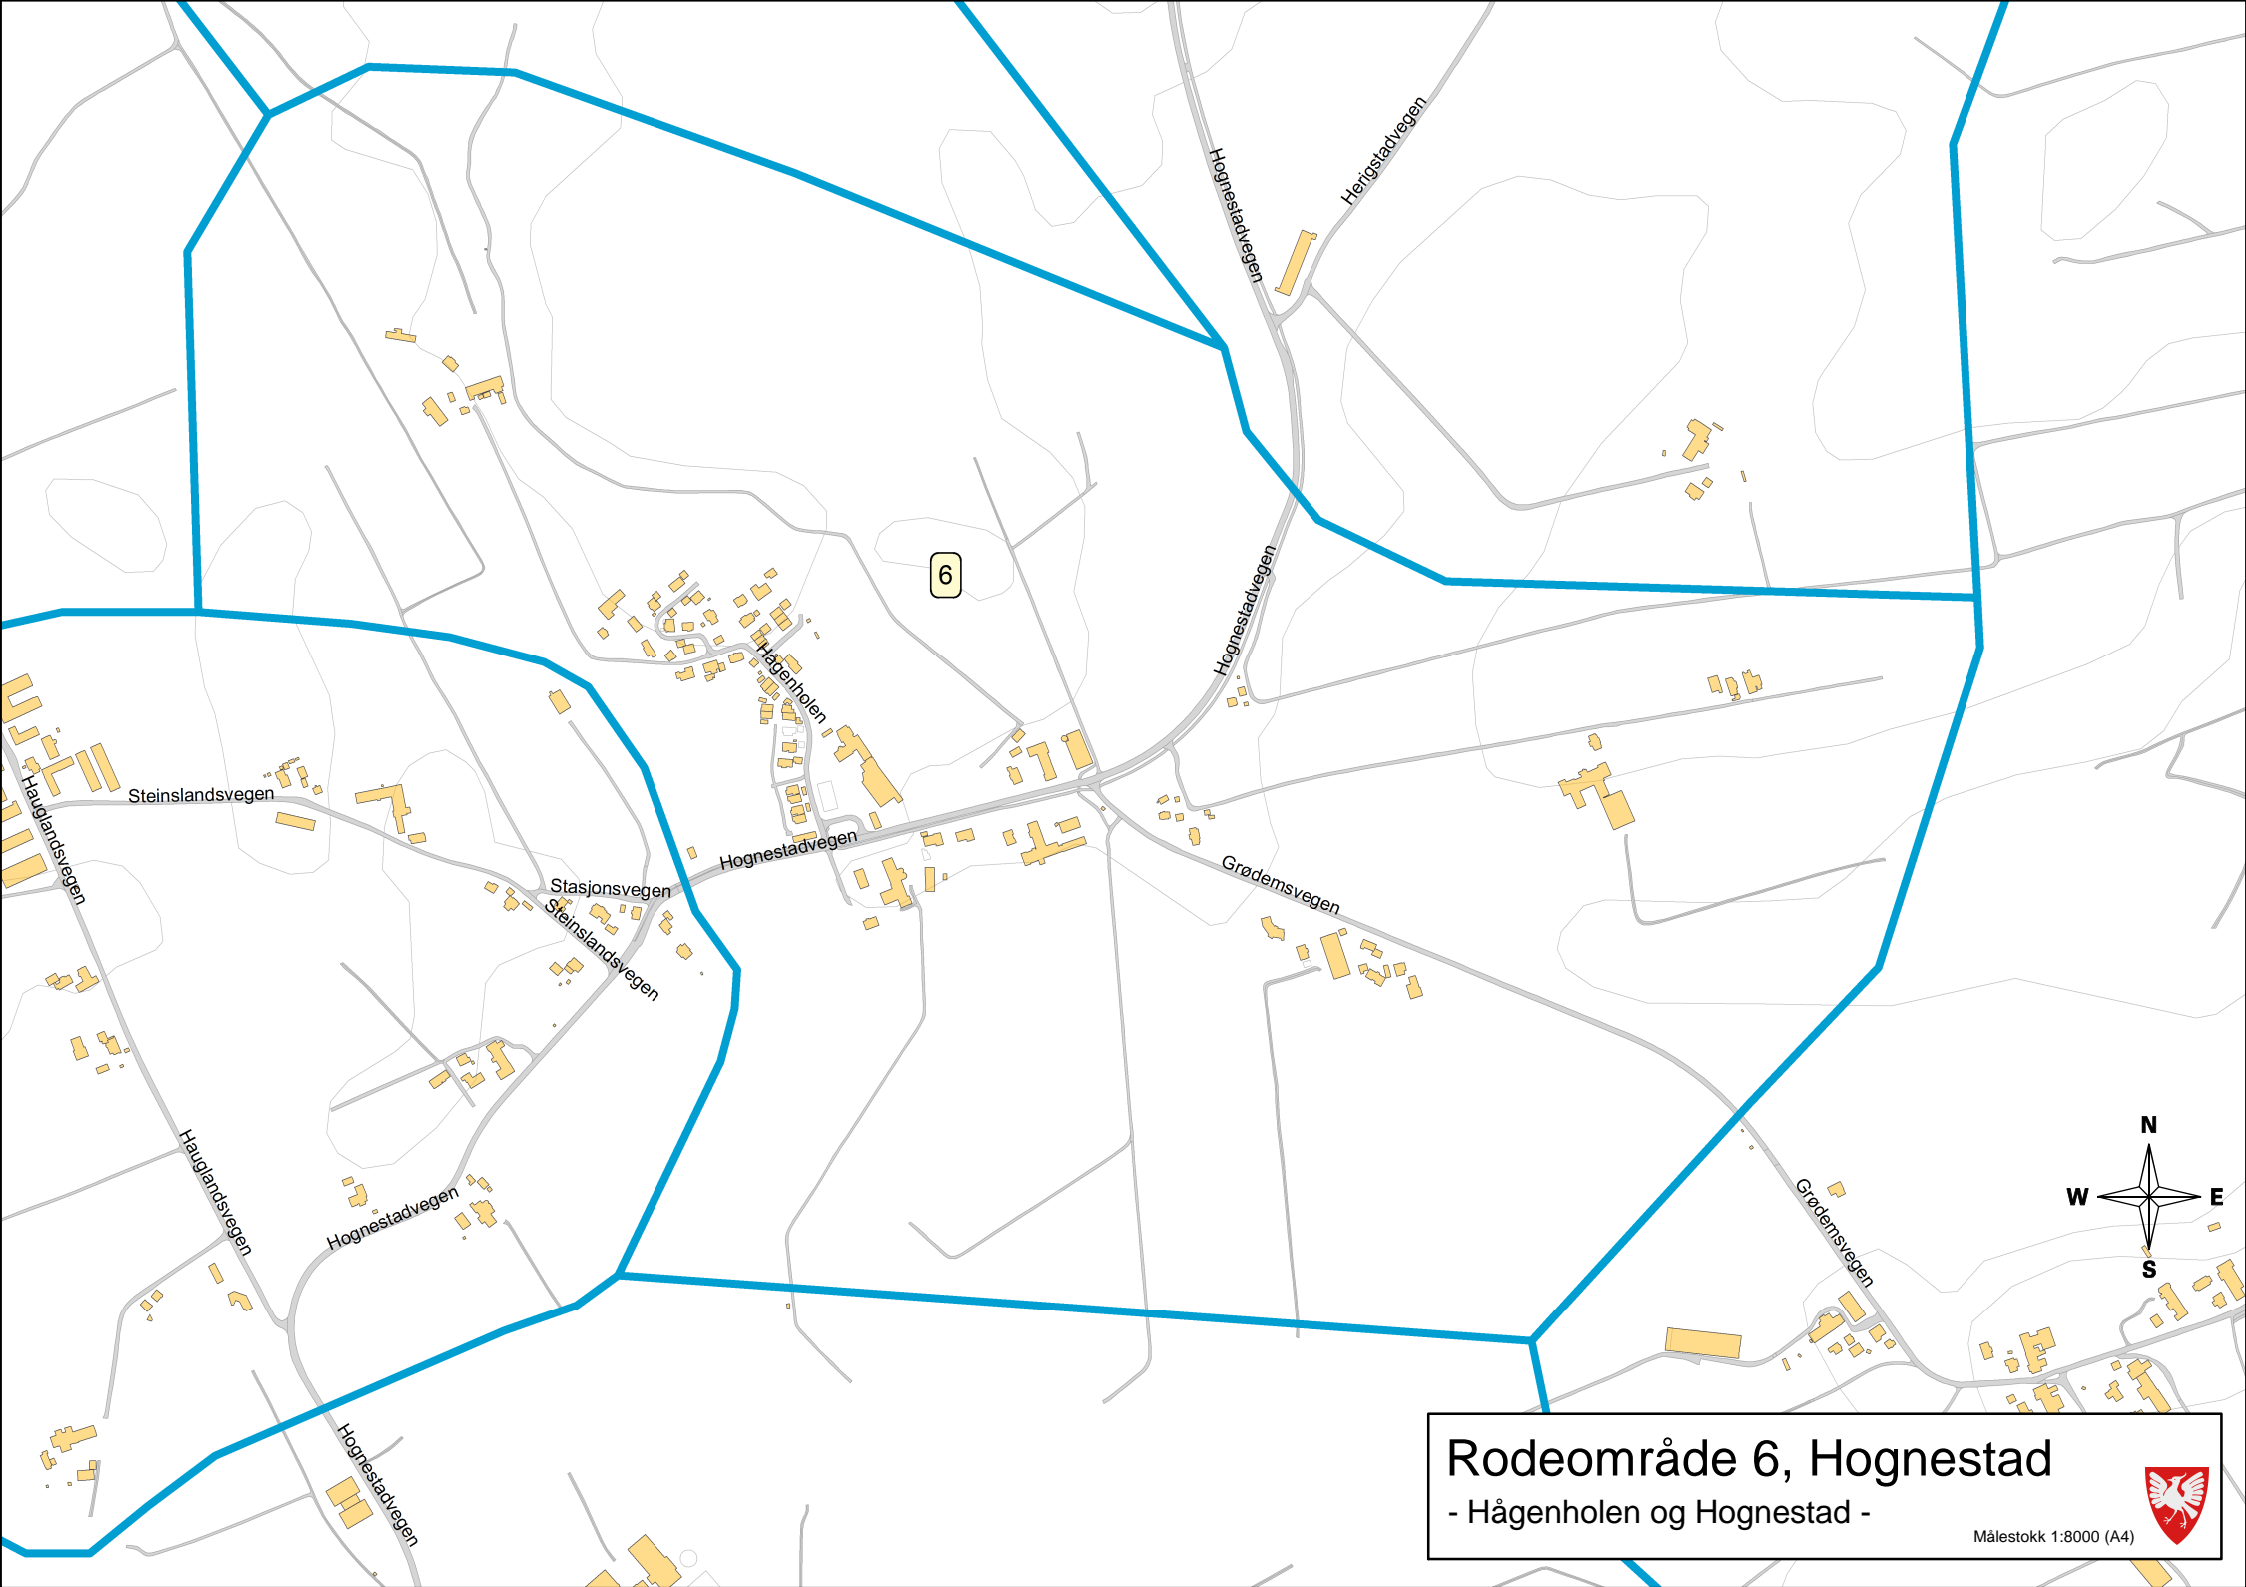 Hognestadvegen
Herigstadvegen
6
Hognestadvegen
Hågenholen
Hauglandsvegen
Steinslandsvegen
Hognestadvegen
Stasjonsvegen
Grødemsvegen
Steinslandsvegen
Hauglandsvegen
Hognestadvegen
Grødemsvegen
N
W
E
S
Hognestadvegen
Rodeområde 6, Hognestad
- Hågenholen og Hognestad -
Målestokk 1:8000 (A4)